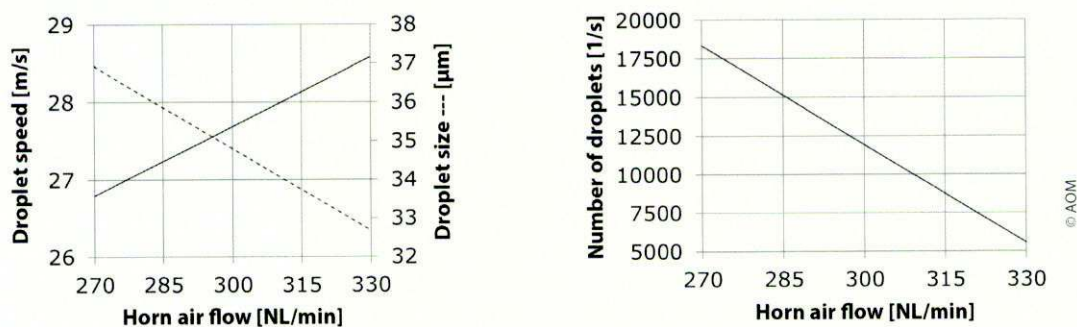 Droplet speed [m/s]
29
28
27
26
270 285 300 315 330
Horn air flow [NL/min]
38
37
36
35
34
33
32
Droplet size --- [µm]
Number of droplets [1/s]
20000
17500
15000
12500
10000
7500
5000
270 285 300 315 330
Horn air flow [NL/min]
© AOM